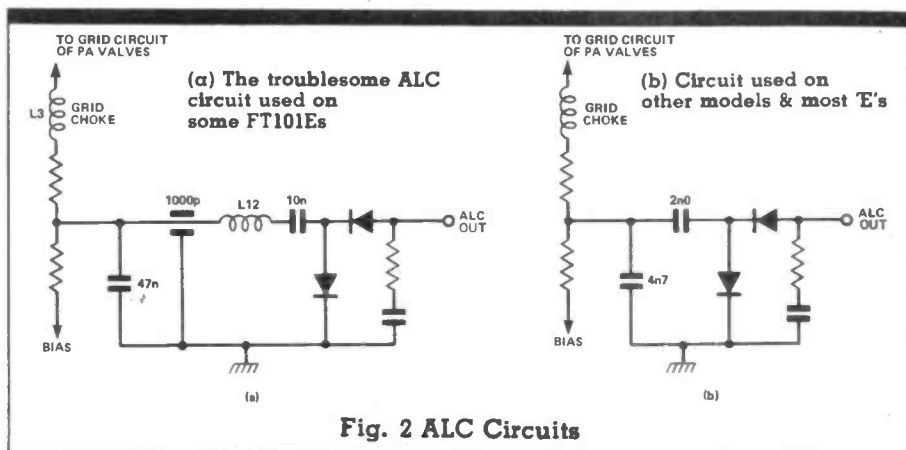 TO GRID CIRCUIT
OF PA VALVES
(α) The troublesome ALC
circuit used on
some FT101Es
L3
GRID
CHOKE
1000p
L12
10n
ALC
OUT
47n
BIAS
(a)
TO GRID CIRCUIT
OF PA VALVES
(b) Circuit used on
other models & most 'E's
GRID
CHOKE
2n0
ALC
OUT
4n7
BIAS
(b)
Fig. 2 ALC Circuits